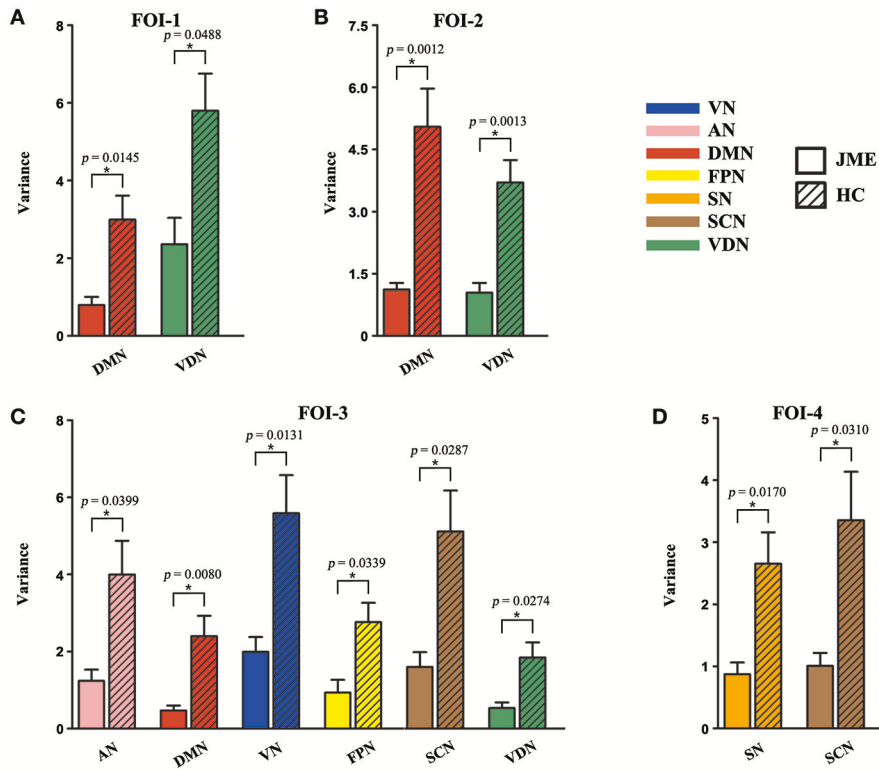 A
FOI-1
8
6
4
2
0
Variance
p = 0.0145
*
p = 0.0488
*
DMN
VDN
B
FOI-2
7.5
6.0
4.5
3.0
1.5
0
Variance
p = 0.0012
*
p = 0.0013
*
DMN
VDN
VN
AN
DMN
FPN
SN
SCN
VDN
JME
HC
C
FOI-3
8
6
4
2
0
Variance
p = 0.0399
*
p = 0.0080
*
p = 0.0131
*
p = 0.0339
*
p = 0.0287
*
p = 0.0274
*
AN
DMN
VN
FPN
SCN
VDN
D
FOI-4
5
4
3
2
1
0
Variance
p = 0.0170
*
p = 0.0310
*
SN
SCN